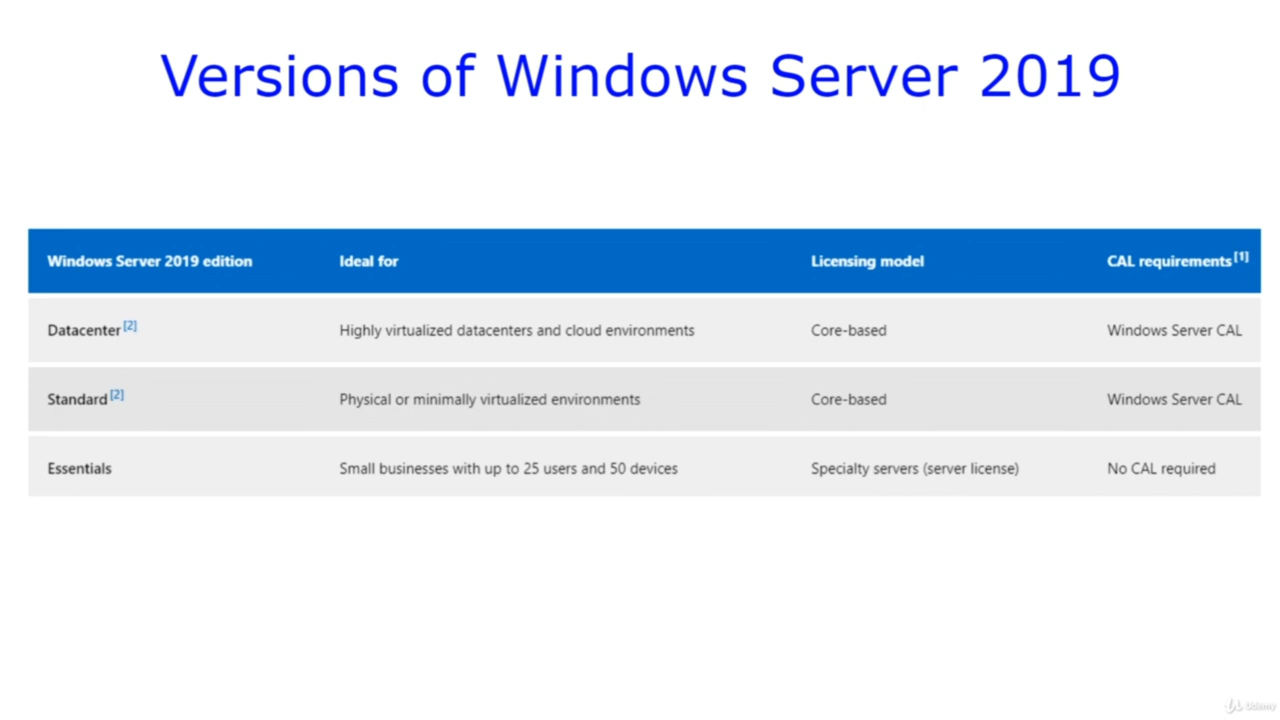 Versions of Windows Server 2019
Windows Server 2019 edition Ideal for Licensing model CAL requirements[1]
Datacenter[2] Highly virtualized datacenters and cloud environments Core-based Windows Server CAL
Standard[2] Physical or minimally virtualized environments Core-based Windows Server CAL
Essentials Small businesses with up to 25 users and 50 devices Specialty servers (server license) No CAL required
Udemy